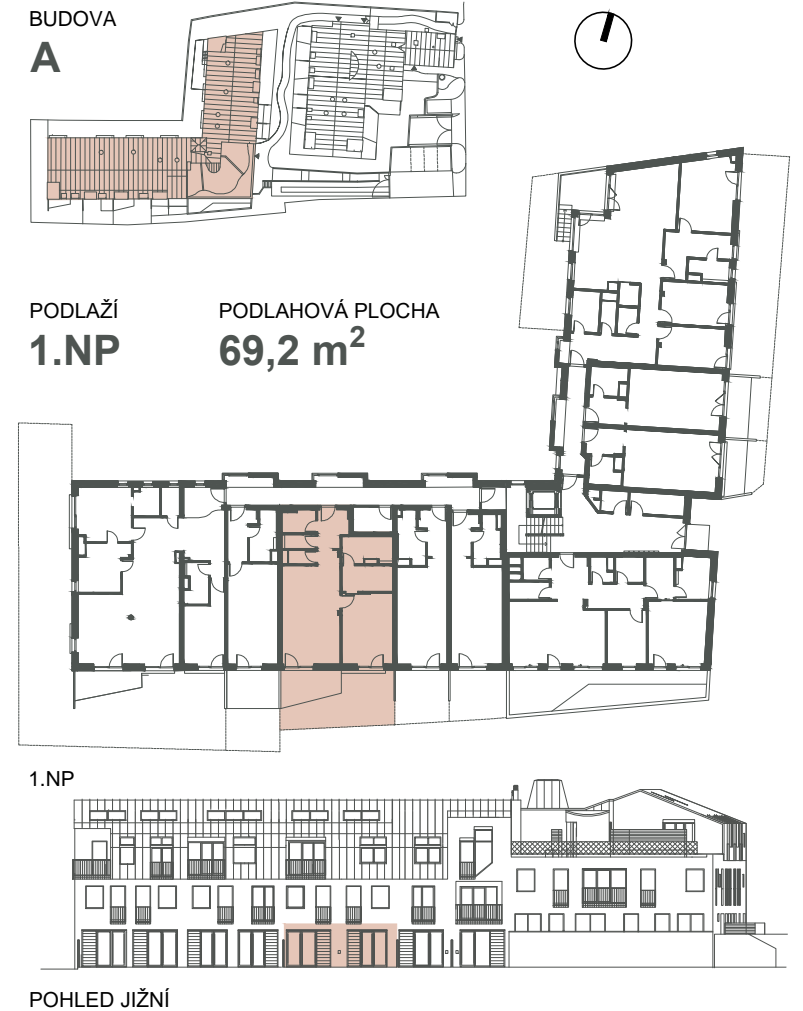 BUDOVA
A
PODLAŽÍ
1.NP
PODLAHOVÁ PLOCHA
69,2 m²
1.NP
POHLED JIŽNÍ